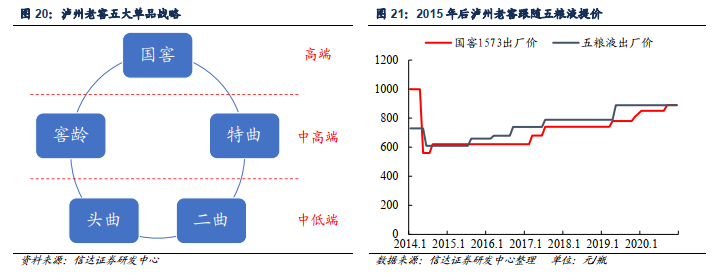 图 20：泸州老窖五大单品战略
国窖
高端
窖龄
特曲
中高端
头曲
二曲
中低端
资料来源：信达证券研发中心
图 21：2015 年后泸州老窖跟随五粮液提价
国窖1573出厂价
五粮液出厂价
1200
1000
800
600
400
200
0
2014.1 2015.1 2016.1 2017.1 2018.1 2019.1 2020.1
数据来源：信达证券研发中心整理 单位：元/瓶